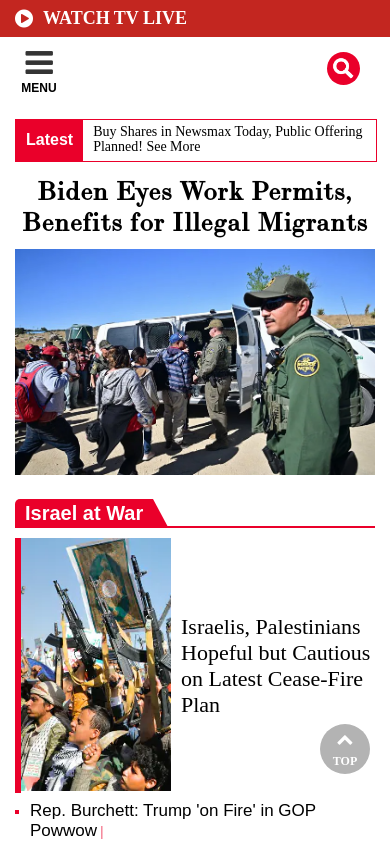 WATCH TV LIVE
MENU
Latest
Buy Shares in Newsmax Today, Public Offering
Planned! See More
Biden Eyes Work Permits,
Benefits for Illegal Migrants
Israel at War
Israelis, Palestinians
Hopeful but Cautious
on Latest Cease-Fire
Plan
TOP
Rep. Burchett: Trump 'on Fire' in GOP
Powwow |